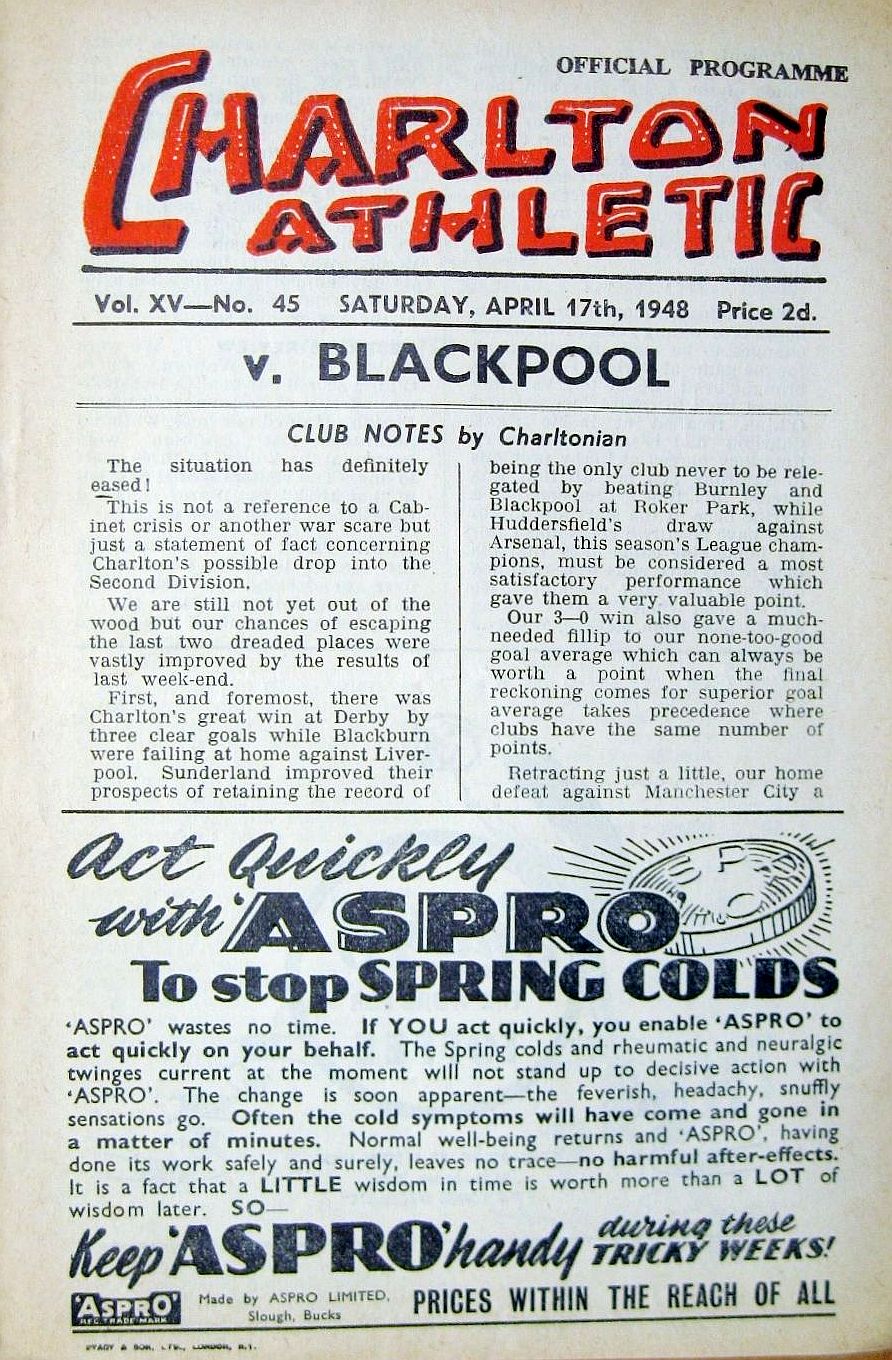 OFFICIAL PROGRAMME
CHARLTON
ATHLETIC
Vol. XV—No. 45 SATURDAY, APRIL 17th, 1948 Price 2d.
v. BLACKPOOL
CLUB NOTES by Charltonian
The situation has definitely
eased!
This is not a reference to a Cab-
inet crisis or another war scare but
just a statement of fact concerning
Charlton's possible drop into the
Second Division.
We are still not yet out of the
wood but our chances of escaping
the last two dreaded places were
vastly improved by the results of
last week-end.
First, and foremost, there was
Charlton's great win at Derby by
three clear goals while Blackburn
were failing at home against Liver-
pool. Sunderland improved their
prospects of retaining the record of
being the only club never to be rele-
gated by beating Burnley and
Blackpool at Roker Park, while
Huddersfield's draw against
Arsenal, this season's League cham-
pions, must be considered a most
satisfactory performance which
gave them a very valuable point.
Our 3—0 win also gave a much-
needed fillip to our none-too-good
goal average which can always be
worth a point when the final
reckoning comes for superior goal
average takes precedence where
clubs have the same number of
points.
Retracting just a little, our home
defeat against Manchester City a
Act Quickly
with 'ASPRO'
To stop SPRING COLDS
'ASPRO' wastes no time. If YOU act quickly, you enable 'ASPRO' to
act quickly on your behalf. The Spring colds and rheumatic and neuralgic
twinges current at the moment will not stand up to decisive action with
'ASPRO'. The change is soon apparent—the feverish, headachy, snuffly
sensations go. Often the cold symptoms will have come and gone in
a matter of minutes. Normal well-being returns and 'ASPRO', having
done its work safely and surely, leaves no trace—no harmful after-effects.
It is a fact that a LITTLE wisdom in time is worth more than a LOT of
wisdom later. SO—
Keep 'ASPRO' handy during these
TRICKY WEEKS!
'ASPRO'
REG. TRADE MARK
Made by ASPRO LIMITED,
Slough, Bucks
PRICES WITHIN THE REACH OF ALL
& SON, LTD., LONDON, N.1.